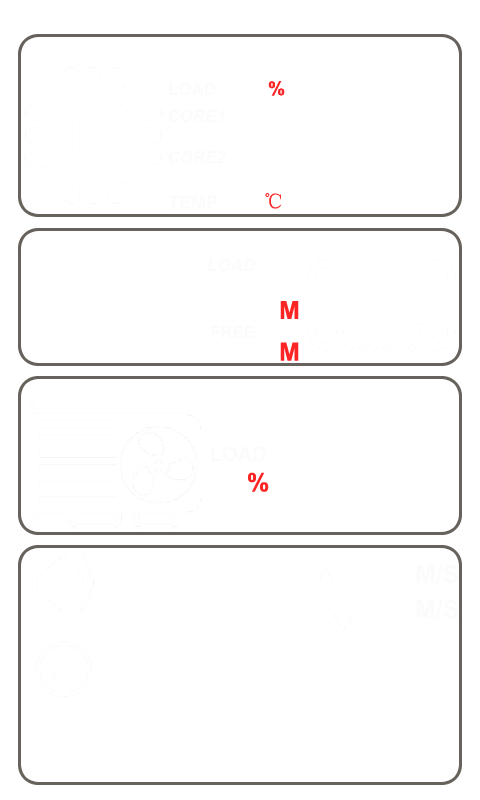 LOAD %
CORE1
CORE2
TEMP ℃
LOAD
M
FREE
M
LOAD
%
M/S
M/S